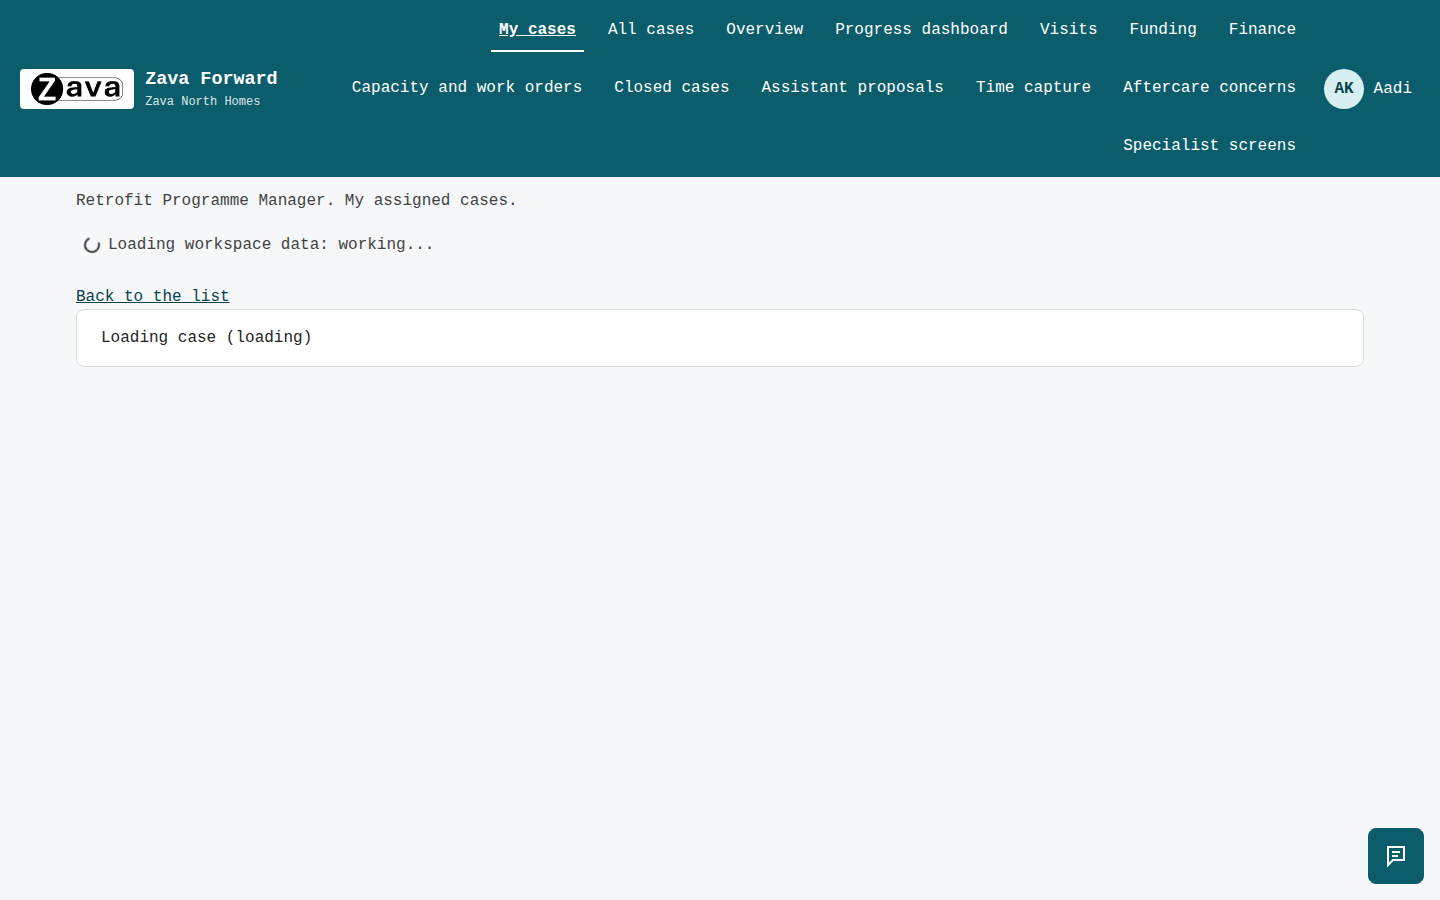 My cases All cases Overview Progress dashboard Visits Funding Finance
Zava
Zava Forward
Zava North Homes
Capacity and work orders Closed cases Assistant proposals Time capture Aftercare concerns
AK Aadi
Specialist screens
Retrofit Programme Manager. My assigned cases.
Loading workspace data: working...
Back to the list
Loading case (loading)